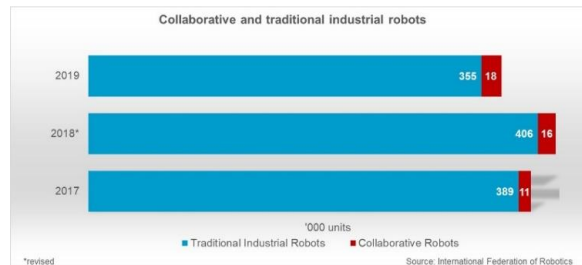 Collaborative and traditional industrial robots
2019 355 18
2018* 406 16
2017 389 11
'000 units
Traditional Industrial Robots Collaborative Robots
*revised Source: International Federation of Robotics